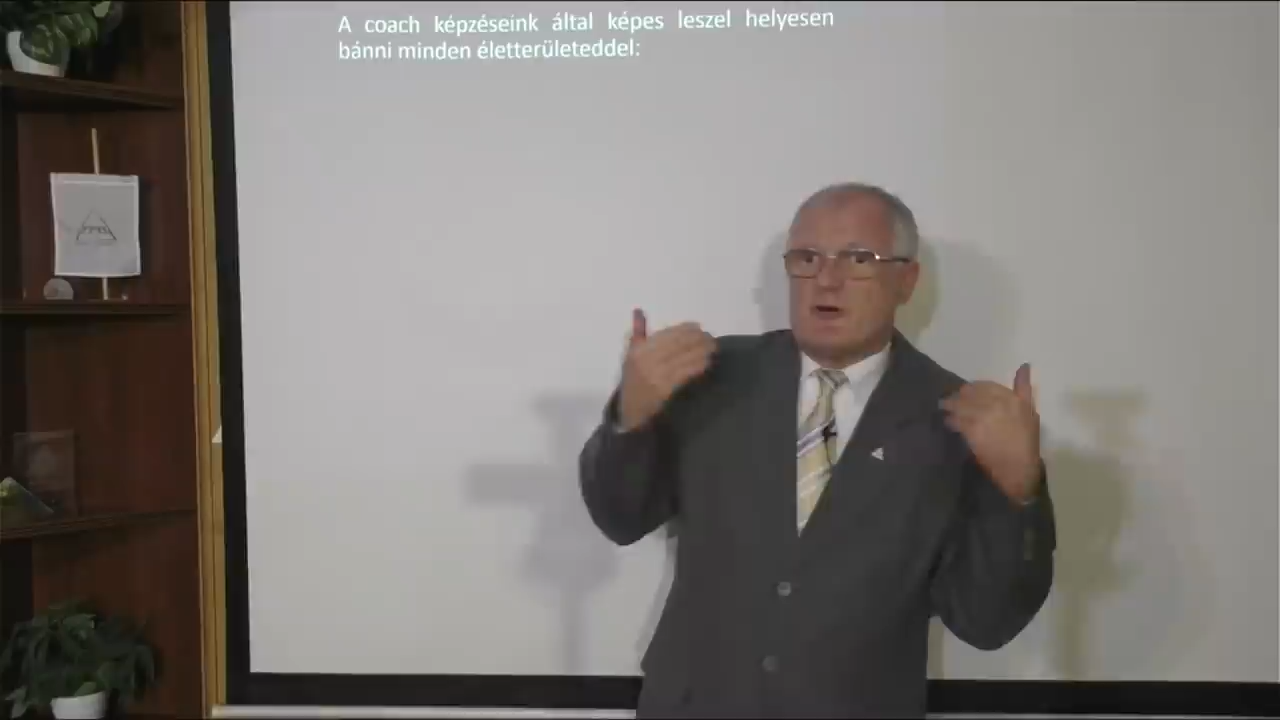 A coach képzéseink által képes leszel helyesen
bánni minden életterületeddel: